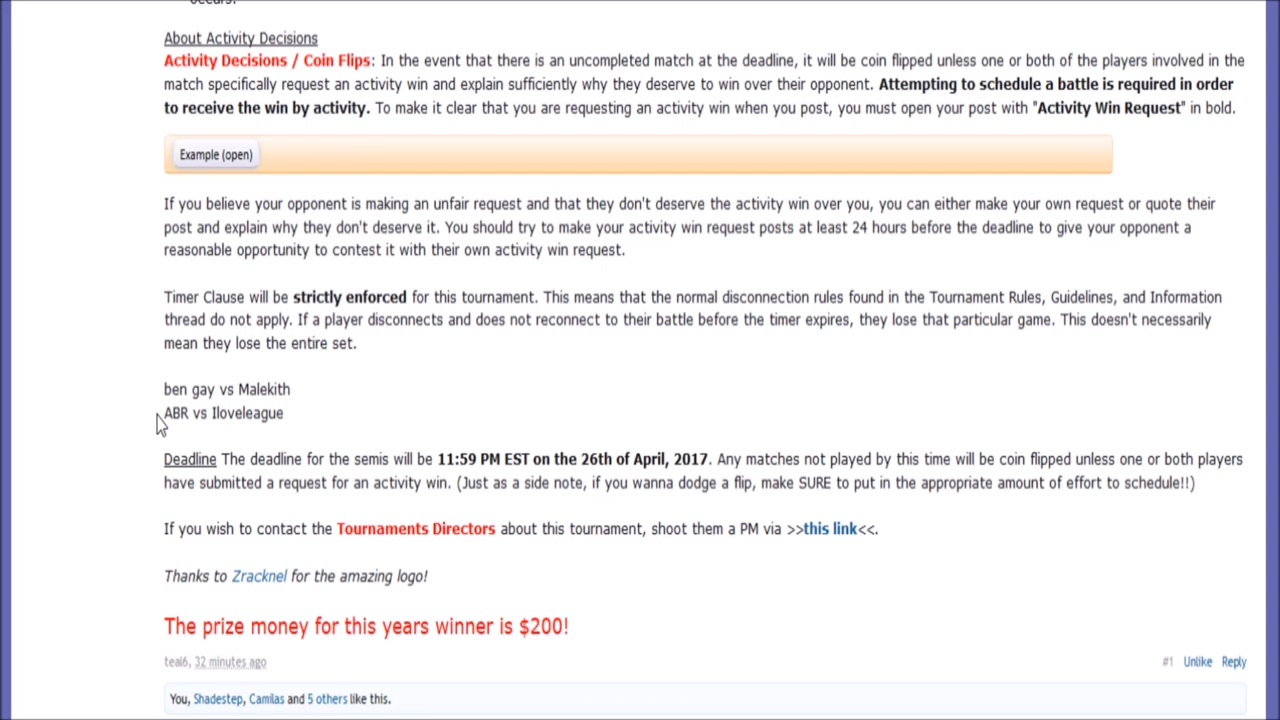 occurs.
About Activity Decisions
Activity Decisions / Coin Flips: In the event that there is an uncompleted match at the deadline, it will be coin flipped unless one or both of the players involved in the
match specifically request an activity win and explain sufficiently why they deserve to win over their opponent. Attempting to schedule a battle is required in order
to receive the win by activity. To make it clear that you are requesting an activity win when you post, you must open your post with "Activity Win Request" in bold.
Example (open)
If you believe your opponent is making an unfair request and that they don't deserve the activity win over you, you can either make your own request or quote their
post and explain why they don't deserve it. You should try to make your activity win request posts at least 24 hours before the deadline to give your opponent a
reasonable opportunity to contest it with their own activity win request.
Timer Clause will be strictly enforced for this tournament. This means that the normal disconnection rules found in the Tournament Rules, Guidelines, and Information
thread do not apply. If a player disconnects and does not reconnect to their battle before the timer expires, they lose that particular game. This doesn't necessarily
mean they lose the entire set.
ben gay vs Malekith
ABR vs Iloveleague
Deadline The deadline for the semis will be 11:59 PM EST on the 26th of April, 2017. Any matches not played by this time will be coin flipped unless one or both players
have submitted a request for an activity win. (Just as a side note, if you wanna dodge a flip, make SURE to put in the appropriate amount of effort to schedule!!)
If you wish to contact the Tournaments Directors about this tournament, shoot them a PM via >>this link<<.
Thanks to Zracknel for the amazing logo!
The prize money for this years winner is $200!
teal6, 32 minutes ago #1 Unlike Reply
You, Shadestep, Camilas and 5 others like this.